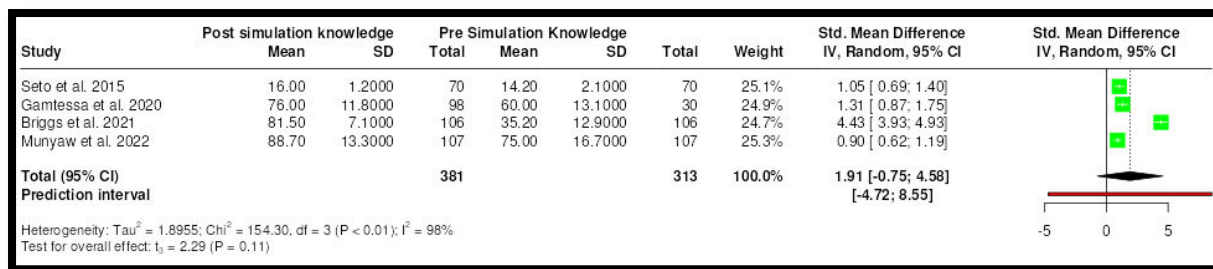 Post simulation knowledge Pre Simulation Knowledge Std. Mean Difference Std. Mean Difference
Study Mean SD Total Mean SD Total Weight IV, Random, 95% CI IV, Random, 95% CI
Seto et al. 2015 16.00 1.2000 70 14.20 2.1000 70 25.1% 1.05 [ 0.69; 1.40]
Gamtessa et al. 2020 76.00 11.8000 98 60.00 13.1000 30 24.9% 1.31 [ 0.87; 1.75]
Briggs et al. 2021 81.50 7.1000 106 35.20 12.9000 106 24.7% 4.43 [ 3.93; 4.93]
Munyaw et al. 2022 88.70 13.3000 107 75.00 16.7000 107 25.3% 0.90 [ 0.62; 1.19]
Total (95% CI) 381 313 100.0% 1.91 [-0.75; 4.58]
Prediction interval [-4.72; 8.55]
Heterogeneity: Tau² = 1.8955; Chi² = 154.30, df = 3 (P < 0.01); I² = 98%
Test for overall effect: t₃ = 2.29 (P = 0.11)
-5 0 5